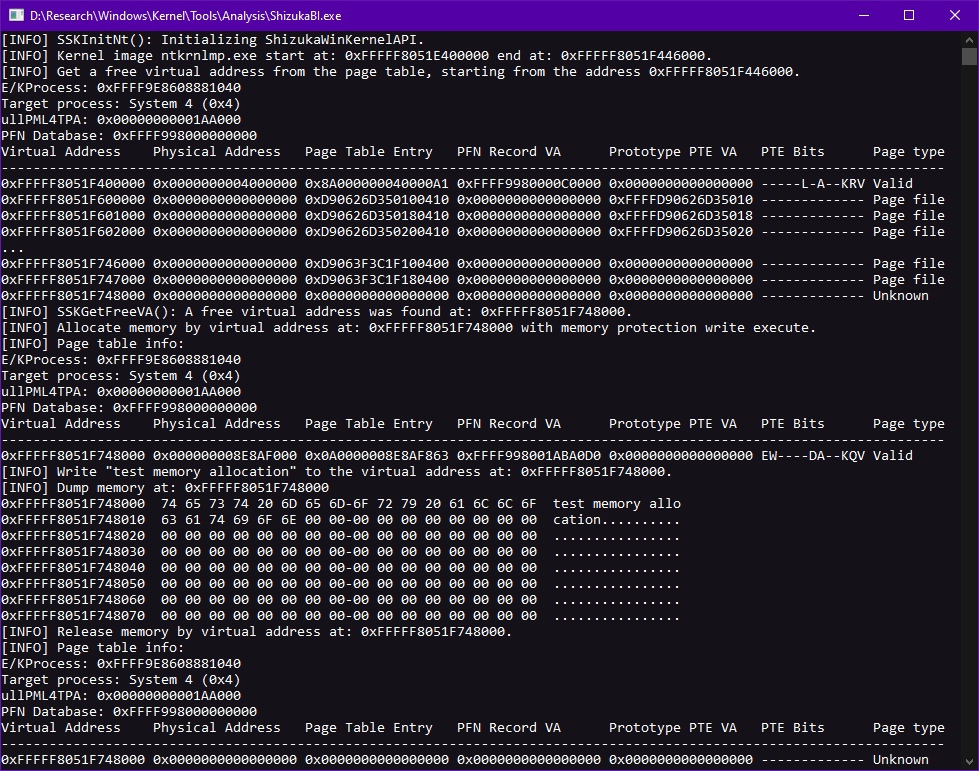 D:\Research\Windows\Kernel\Tools\Analysis\ShizukaBI.exe
[INFO] SSKInitNt(): Initializing ShizukaWinKernelAPI.
[INFO] Kernel image ntkrnlmp.exe start at: 0xFFFFF8051E400000 end at: 0xFFFFF8051F446000.
[INFO] Get a free virtual address from the page table, starting from the address 0xFFFFF8051F446000.
E/KProcess: 0xFFFF9E8608881040
Target process: System 4 (0x4)
ullPML4TPA: 0x00000000001AA000
PFN Database: 0xFFFF998000000000
Virtual Address    Physical Address   Page Table Entry   PFN Record VA      Prototype PTE VA   PTE Bits      Page type
----------------------------------------------------------------------------------------------------------------------
0xFFFFF8051F400000 0x0000000004000000 0x8A000000040000A1 0xFFFF9980000C0000 0x0000000000000000 -----L-A--KRV Valid
0xFFFFF8051F600000 0x0000000000000000 0xD90626D350100410 0x0000000000000000 0xFFFFD90626D35010 ------------- Page file
0xFFFFF8051F601000 0x0000000000000000 0xD90626D350180410 0x0000000000000000 0xFFFFD90626D35018 ------------- Page file
0xFFFFF8051F602000 0x0000000000000000 0xD90626D350200410 0x0000000000000000 0xFFFFD90626D35020 ------------- Page file
...
0xFFFFF8051F746000 0x0000000000000000 0xD9063F3C1F100400 0x0000000000000000 0x0000000000000000 ------------- Page file
0xFFFFF8051F747000 0x0000000000000000 0xD9063F3C1F180400 0x0000000000000000 0x0000000000000000 ------------- Page file
0xFFFFF8051F748000 0x0000000000000000 0x0000000000000000 0x0000000000000000 0x0000000000000000 ------------- Unknown
[INFO] SSKGetFreeVA(): A free virtual address was found at: 0xFFFFF8051F748000.
[INFO] Allocate memory by virtual address at: 0xFFFFF8051F748000 with memory protection write execute.
[INFO] Page table info:
E/KProcess: 0xFFFF9E8608881040
Target process: System 4 (0x4)
ullPML4TPA: 0x00000000001AA000
PFN Database: 0xFFFF998000000000
Virtual Address    Physical Address   Page Table Entry   PFN Record VA      Prototype PTE VA   PTE Bits      Page type
----------------------------------------------------------------------------------------------------------------------
0xFFFFF8051F748000 0x000000008E8AF000 0x0A0000008E8AF863 0xFFFF998001ABA0D0 0x0000000000000000 EW----DA--KQV Valid
[INFO] Write "test memory allocation" to the virtual address at: 0xFFFFF8051F748000.
[INFO] Dump memory at: 0xFFFFF8051F748000
0xFFFFF8051F748000  74 65 73 74 20 6D 65 6D-6F 72 79 20 61 6C 6C 6F  test memory allo
0xFFFFF8051F748010  63 61 74 69 6F 6E 00 00-00 00 00 00 00 00 00 00  cation..........
0xFFFFF8051F748020  00 00 00 00 00 00 00 00-00 00 00 00 00 00 00 00  ................
0xFFFFF8051F748030  00 00 00 00 00 00 00 00-00 00 00 00 00 00 00 00  ................
0xFFFFF8051F748040  00 00 00 00 00 00 00 00-00 00 00 00 00 00 00 00  ................
0xFFFFF8051F748050  00 00 00 00 00 00 00 00-00 00 00 00 00 00 00 00  ................
0xFFFFF8051F748060  00 00 00 00 00 00 00 00-00 00 00 00 00 00 00 00  ................
0xFFFFF8051F748070  00 00 00 00 00 00 00 00-00 00 00 00 00 00 00 00  ................
[INFO] Release memory by virtual address at: 0xFFFFF8051F748000.
[INFO] Page table info:
E/KProcess: 0xFFFF9E8608881040
Target process: System 4 (0x4)
ullPML4TPA: 0x00000000001AA000
PFN Database: 0xFFFF998000000000
Virtual Address    Physical Address   Page Table Entry   PFN Record VA      Prototype PTE VA   PTE Bits      Page type
----------------------------------------------------------------------------------------------------------------------
0xFFFFF8051F748000 0x0000000000000000 0x0000000000000000 0x0000000000000000 0x0000000000000000 ------------- Unknown